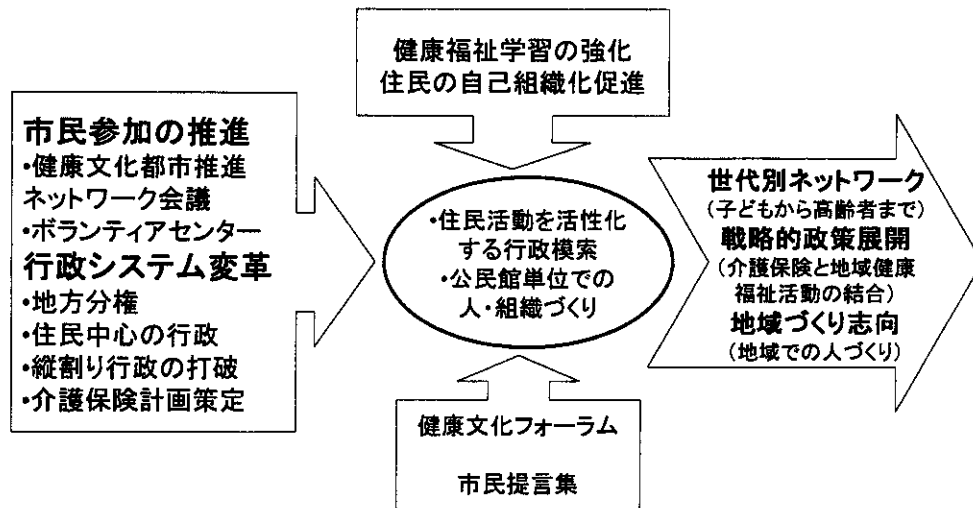 健康福祉学習の強化
住民の自己組織化促進
市民参加の推進
・健康文化都市推進
ネットワーク会議
・ボランティアセンター
行政システム変革
・地方分権
・住民中心の行政
・縦割り行政の打破
・介護保険計画策定
・住民活動を活性化
する行政模索
・公民館単位での
人・組織づくり
世代別ネットワーク
(子どもから高齢者まで)
戦略的政策展開
(介護保険と地域健康
福祉活動の結合)
地域づくり志向
(地域での人づくり)
健康文化フォーラム
市民提言集